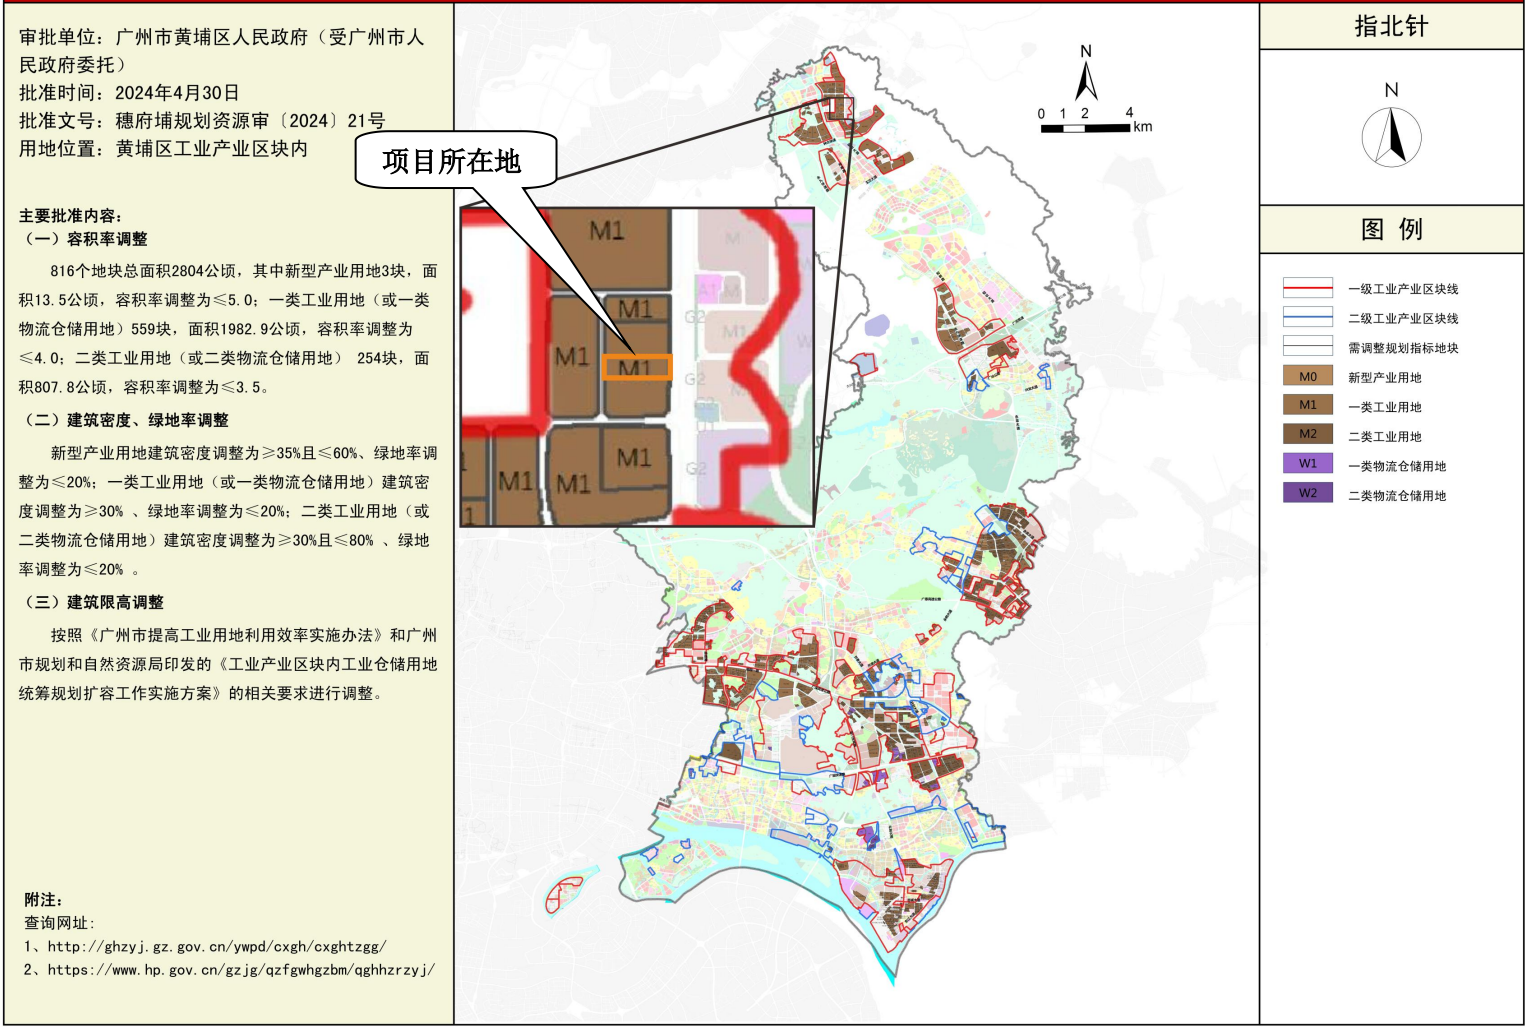 审批单位：广州市黄埔区人民政府（受广州市人
民政府委托）
批准时间：2024年4月30日
批准文号：穗府埔规划资源审〔2024〕21号
用地位置：黄埔区工业产业区块内
主要批准内容：
（一）容积率调整
816个地块总面积2804公顷，其中新型产业用地3块，面
积13.5公顷，容积率调整为≤5.0；一类工业用地（或一类
物流仓储用地）559块，面积1982.9公顷，容积率调整为
≤4.0；二类工业用地（或二类物流仓储用地） 254块，面
积807.8公顷，容积率调整为≤3.5。
（二）建筑密度、绿地率调整
新型产业用地建筑密度调整为≥35%且≤60%、绿地率调
整为≤20%；一类工业用地（或一类物流仓储用地）建筑密
度调整为≥30% 、绿地率调整为≤20%；二类工业用地（或
二类物流仓储用地）建筑密度调整为≥30%且≤80% 、绿地
率调整为≤20% 。
（三）建筑限高调整
按照《广州市提高工业用地利用效率实施办法》和广州
市规划和自然资源局印发的《工业产业区块内工业仓储用地
统筹规划扩容工作实施方案》的相关要求进行调整。
附注：
查询网址：
1、http://ghzyj.gz.gov.cn/ywpd/cxgh/cxghtzgg/
2、https://www.hp.gov.cn/gzjg/qzfgwhgzbm/qghhzrzyj/
项目所在地
M1
M
A1
M
M1
G2
M1
M1
W
M1
M1
G2
M1
M1
M1
G2
N
0 1 2 4
km
指北针
N
图 例
一级工业产业区块线
二级工业产业区块线
需调整规划指标地块
M0 新型产业用地
M1 一类工业用地
M2 二类工业用地
W1 一类物流仓储用地
W2 二类物流仓储用地